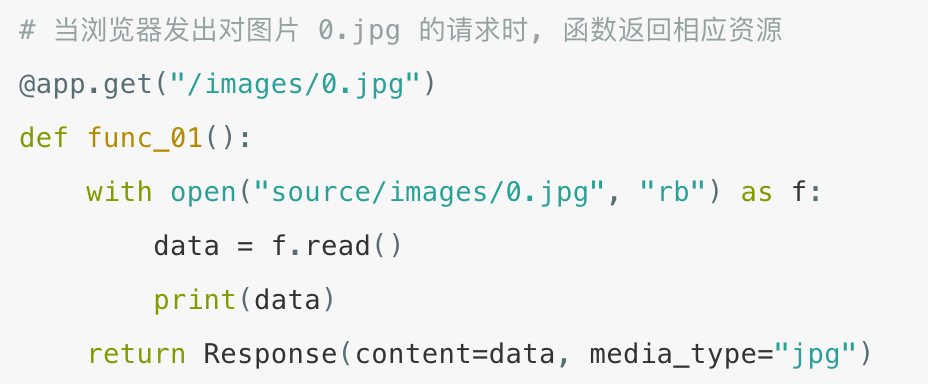 # 当浏览器发出对图片 0.jpg 的请求时, 函数返回相应资源
@app.get("/images/0.jpg")
def func_01():
    with open("source/images/0.jpg", "rb") as f:
        data = f.read()
        print(data)
    return Response(content=data, media_type="jpg")